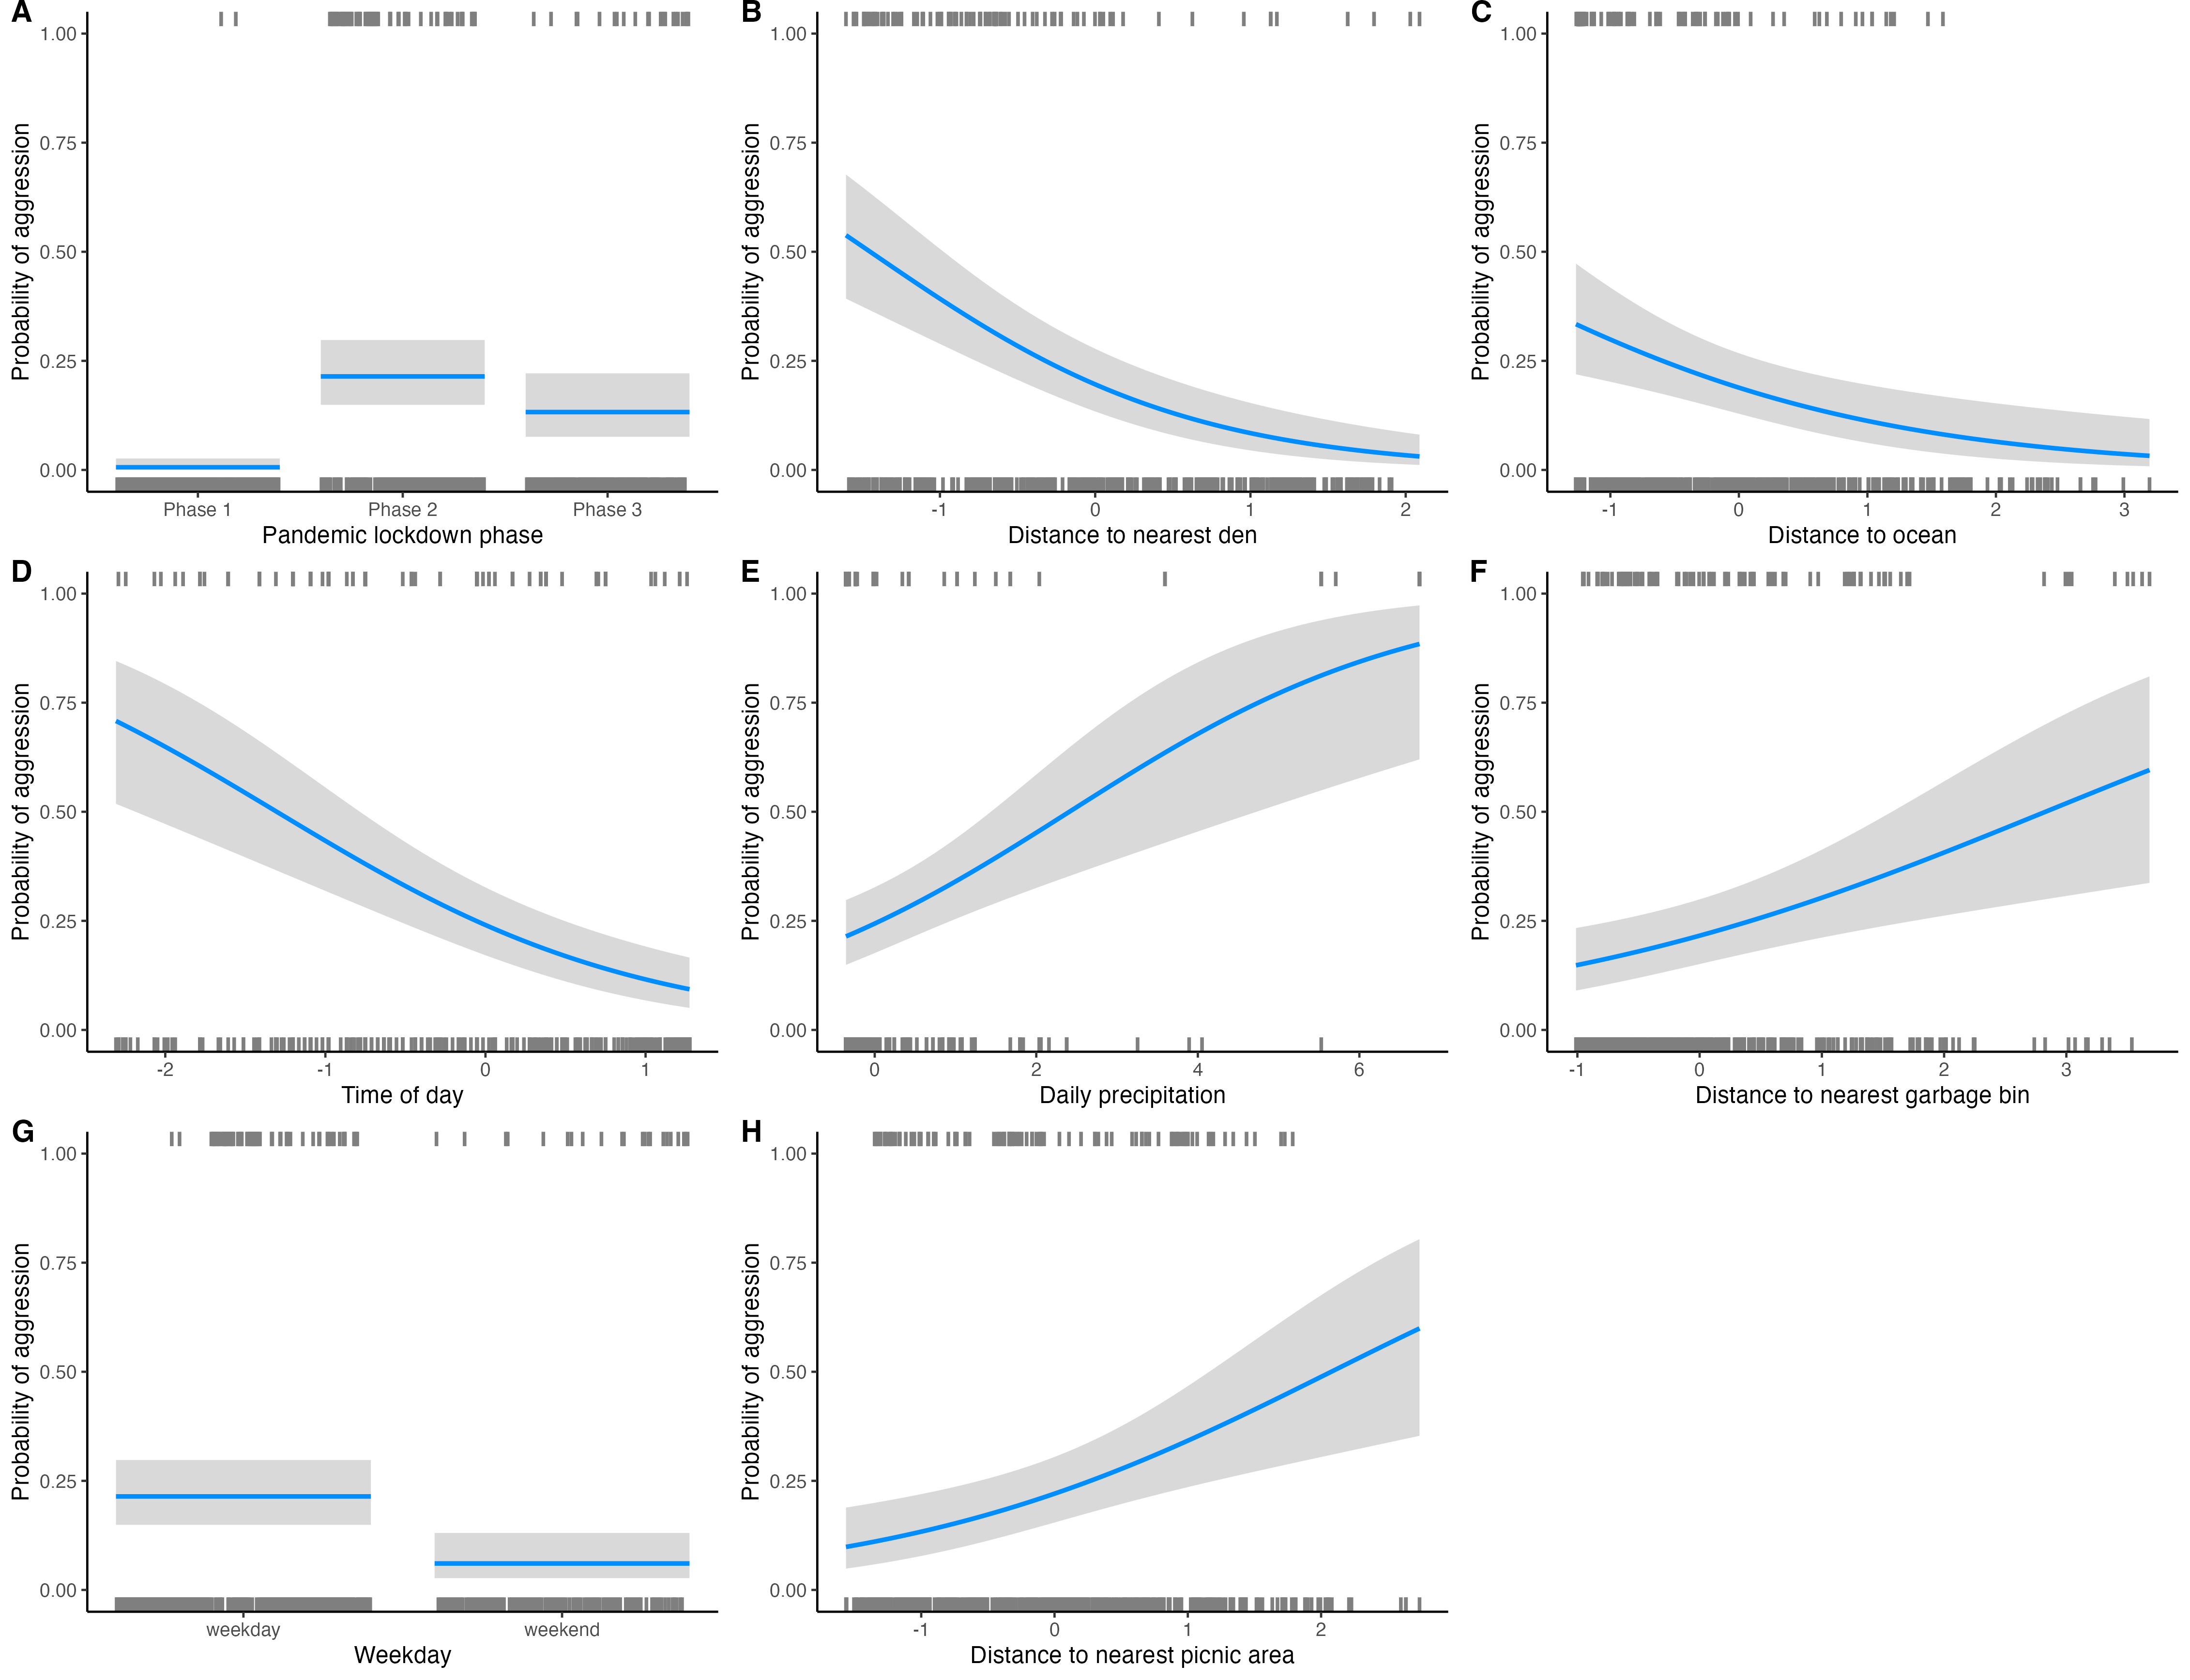 A
Probability of aggression
1.00
0.75
0.50
0.25
0.00
Phase 1 Phase 2 Phase 3
Pandemic lockdown phase
B
Probability of aggression
1.00
0.75
0.50
0.25
0.00
-1 0 1 2
Distance to nearest den
C
Probability of aggression
1.00
0.75
0.50
0.25
0.00
-1 0 1 2 3
Distance to ocean
D
Probability of aggression
1.00
0.75
0.50
0.25
0.00
-2 -1 0 1
Time of day
E
Probability of aggression
1.00
0.75
0.50
0.25
0.00
0 2 4 6
Daily precipitation
F
Probability of aggression
1.00
0.75
0.50
0.25
0.00
-1 0 1 2 3
Distance to nearest garbage bin
G
Probability of aggression
1.00
0.75
0.50
0.25
0.00
weekday weekend
Weekday
H
Probability of aggression
1.00
0.75
0.50
0.25
0.00
-1 0 1 2
Distance to nearest picnic area